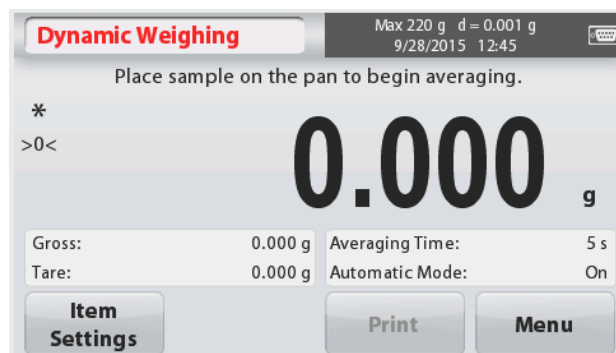 Dynamic Weighing
Max 220 g d = 0.001 g
9/28/2015 12:45
Place sample on the pan to begin averaging.
*
>0<
0.000 g
Gross: 0.000 g
Tare: 0.000 g
Averaging Time: 5 s
Automatic Mode: On
Item
Settings
Print
Menu